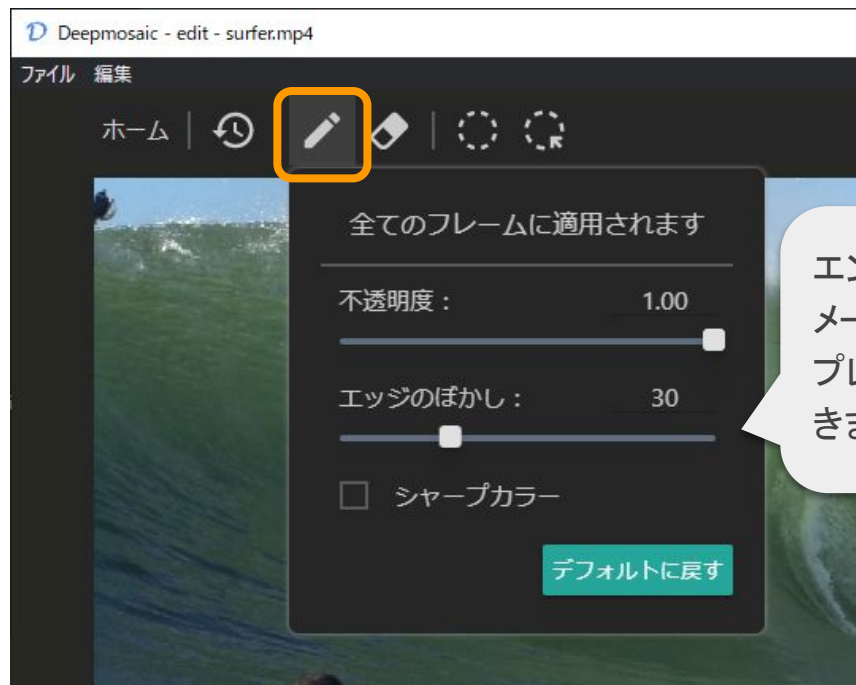 Deepmosaic - edit - surfer.mp4
ファイル 編集
ホーム
全てのフレームに適用されます
不透明度： 1.00
エッジのぼかし： 30
シャープカラー
デフォルトに戻す
メー